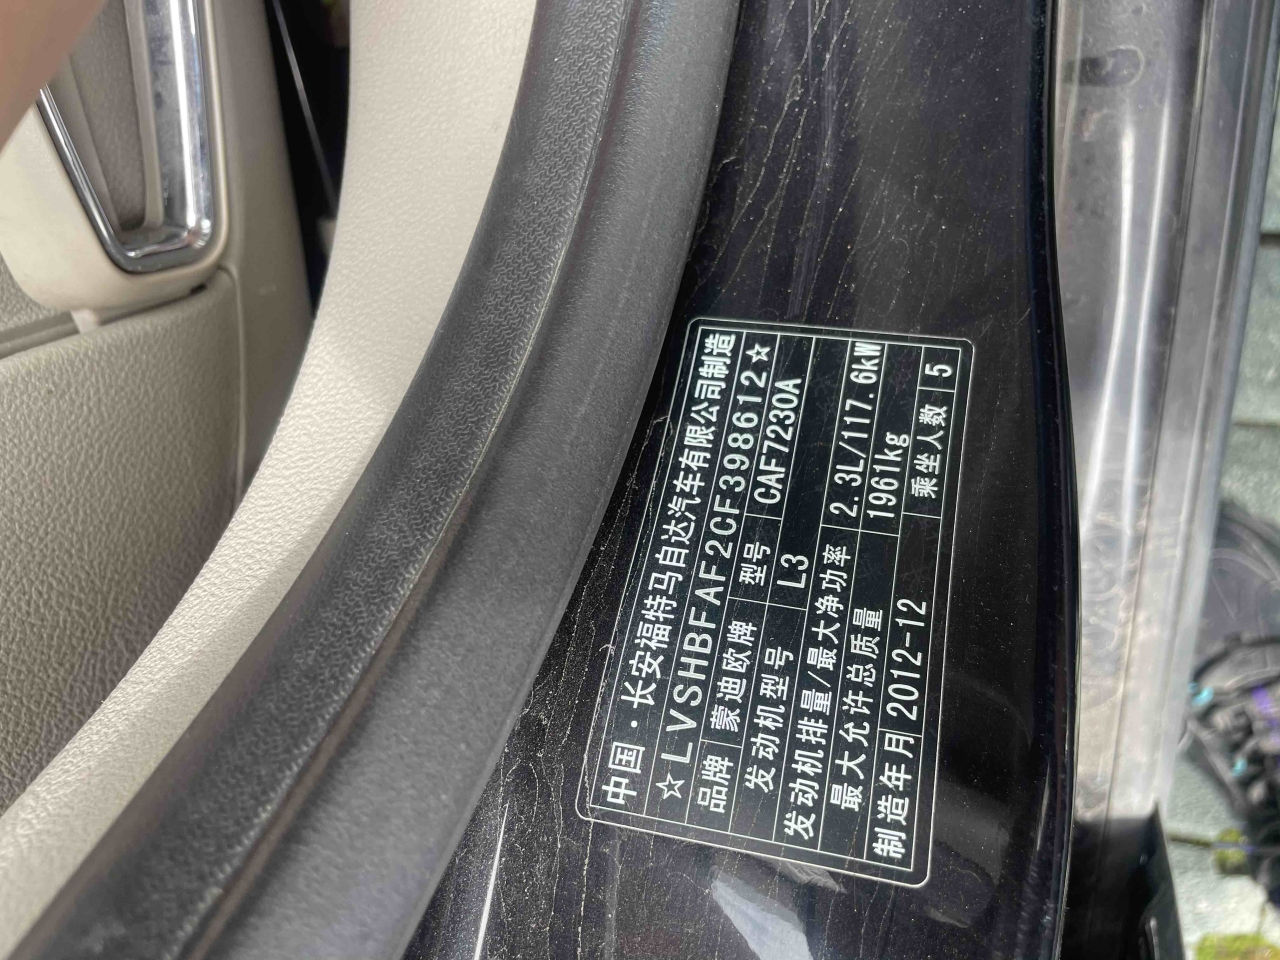 中国·长安福特马自达汽车有限公司制造
☆LVSHBFAF2CF398612☆
品牌 蒙迪欧牌 型号 CAF7230A
发动机型号 L3
发动机排量/最大净功率 2.3L/117.6kW
最大允许总质量 1961kg
制造年月 2012-12 乘坐人数 5